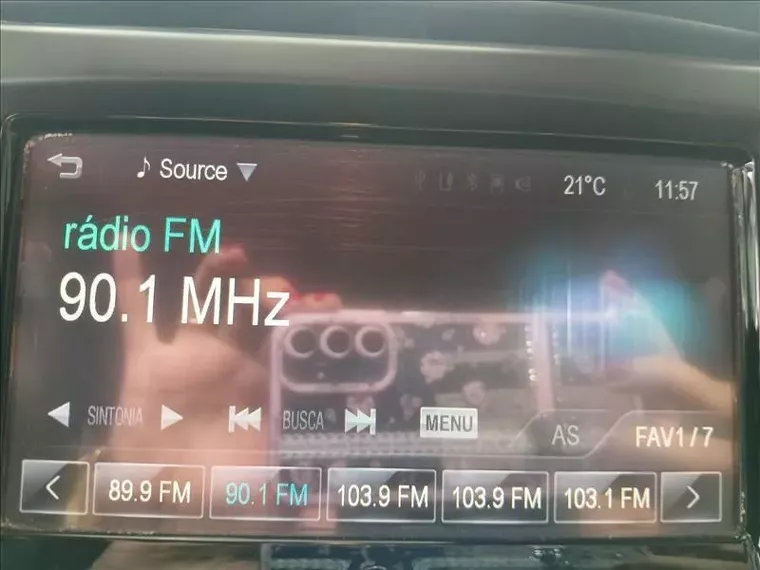 ♪ Source ▼ 21°C 11:57
rádio FM
90.1 MHz
SINTONIA BUSCA MENU AS FAV1/7
< 89.9 FM 90.1 FM 103.9 FM 103.9 FM 103.1 FM >